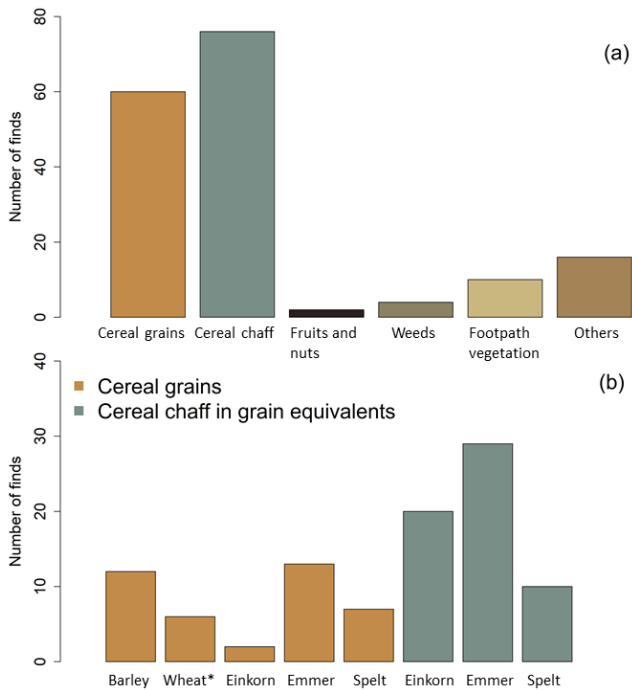 80
(a)
60
40
20
0
Number of finds
Cereal grains Cereal chaff Fruits and nuts Weeds Footpath vegetation Others
40
(b)
Cereal grains
Cereal chaff in grain equivalents
30
20
10
0
Number of finds
Barley Wheat* Einkorn Emmer Spelt Einkorn Emmer Spelt